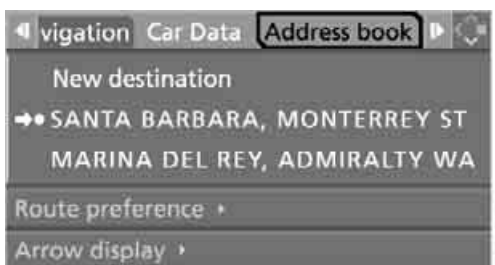 vigation Car Data Address book
New destination
SANTA BARBARA, MONTERREY ST
MARINA DEL REY, ADMIRALTY WA
Route preference
Arrow display